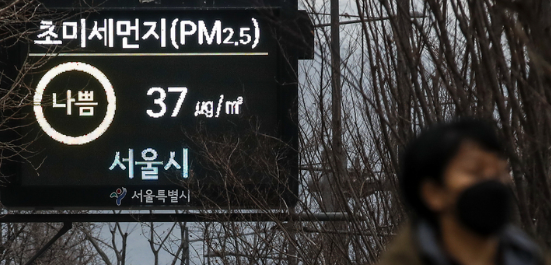 초미세먼지(PM2.5)
나쁨 37 ㎍/㎥
서울시
서울특별시